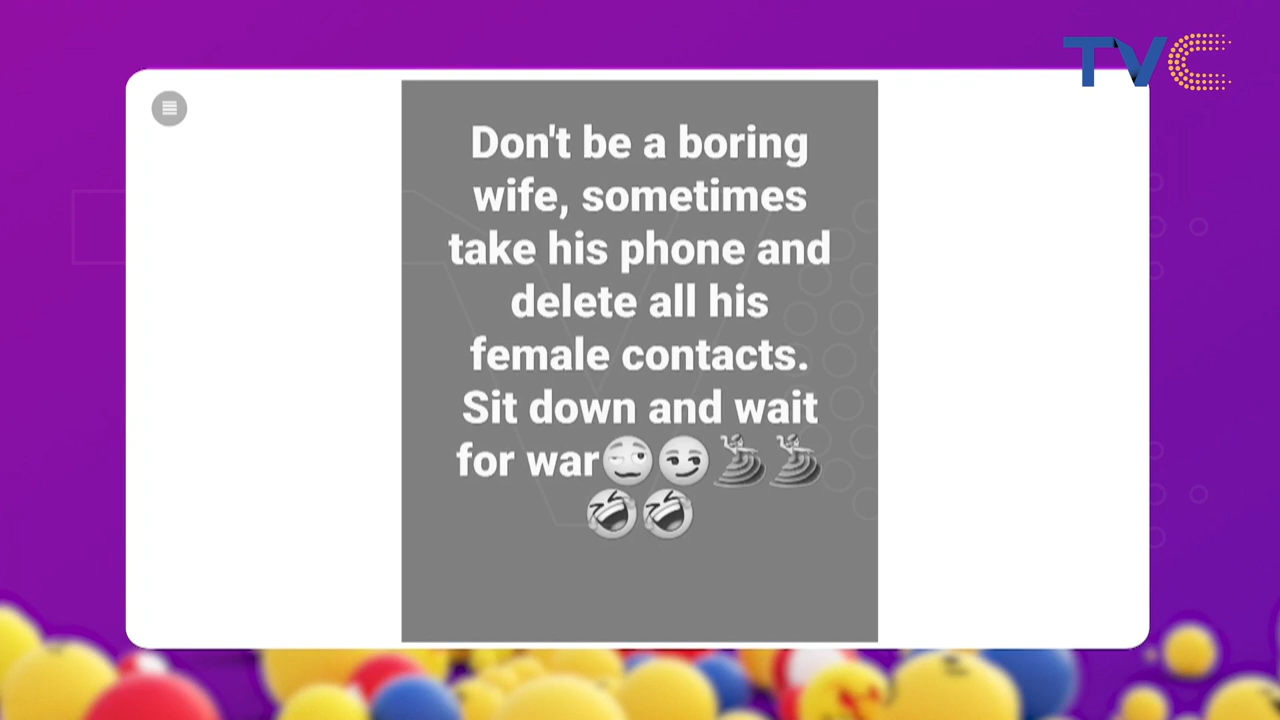 TVC
Don't be a boring
wife, sometimes
take his phone and
delete all his
female contacts.
Sit down and wait
for war🥴😏💃💃
🤣🤣